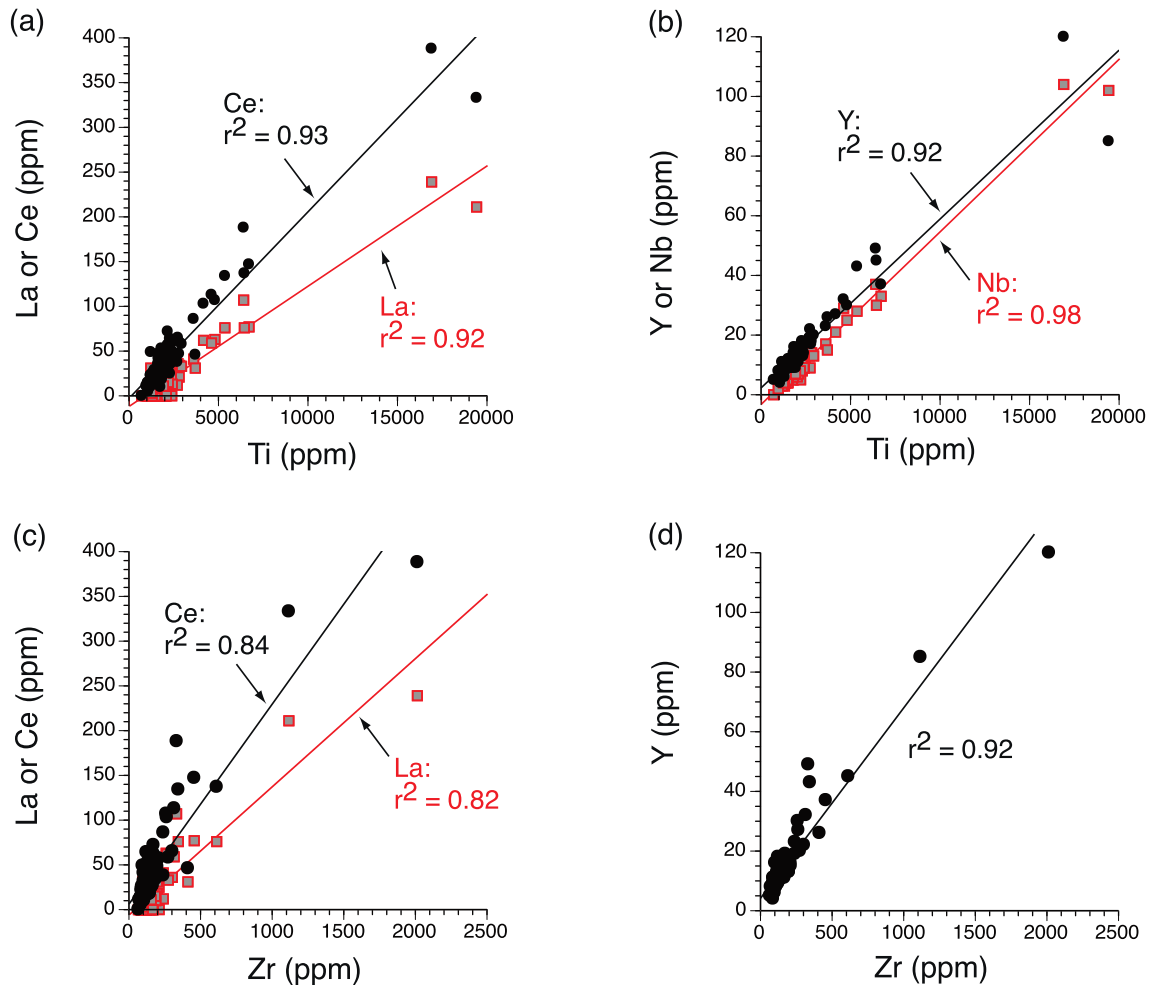 (a)
400
350
300
250
200
150
100
50
0
La or Ce (ppm)
Ce:
r² = 0.93
La:
r² = 0.92
0
5000
10000
15000
20000
Ti (ppm)
(b)
120
100
80
60
40
20
0
Y or Nb (ppm)
Y:
r² = 0.92
Nb:
r² = 0.98
0
5000
10000
15000
20000
Ti (ppm)
(c)
400
350
300
250
200
150
100
50
0
La or Ce (ppm)
Ce:
r² = 0.84
La:
r² = 0.82
0
500
1000
1500
2000
2500
Zr (ppm)
(d)
120
100
80
60
40
20
0
Y (ppm)
r² = 0.92
0
500
1000
1500
2000
2500
Zr (ppm)